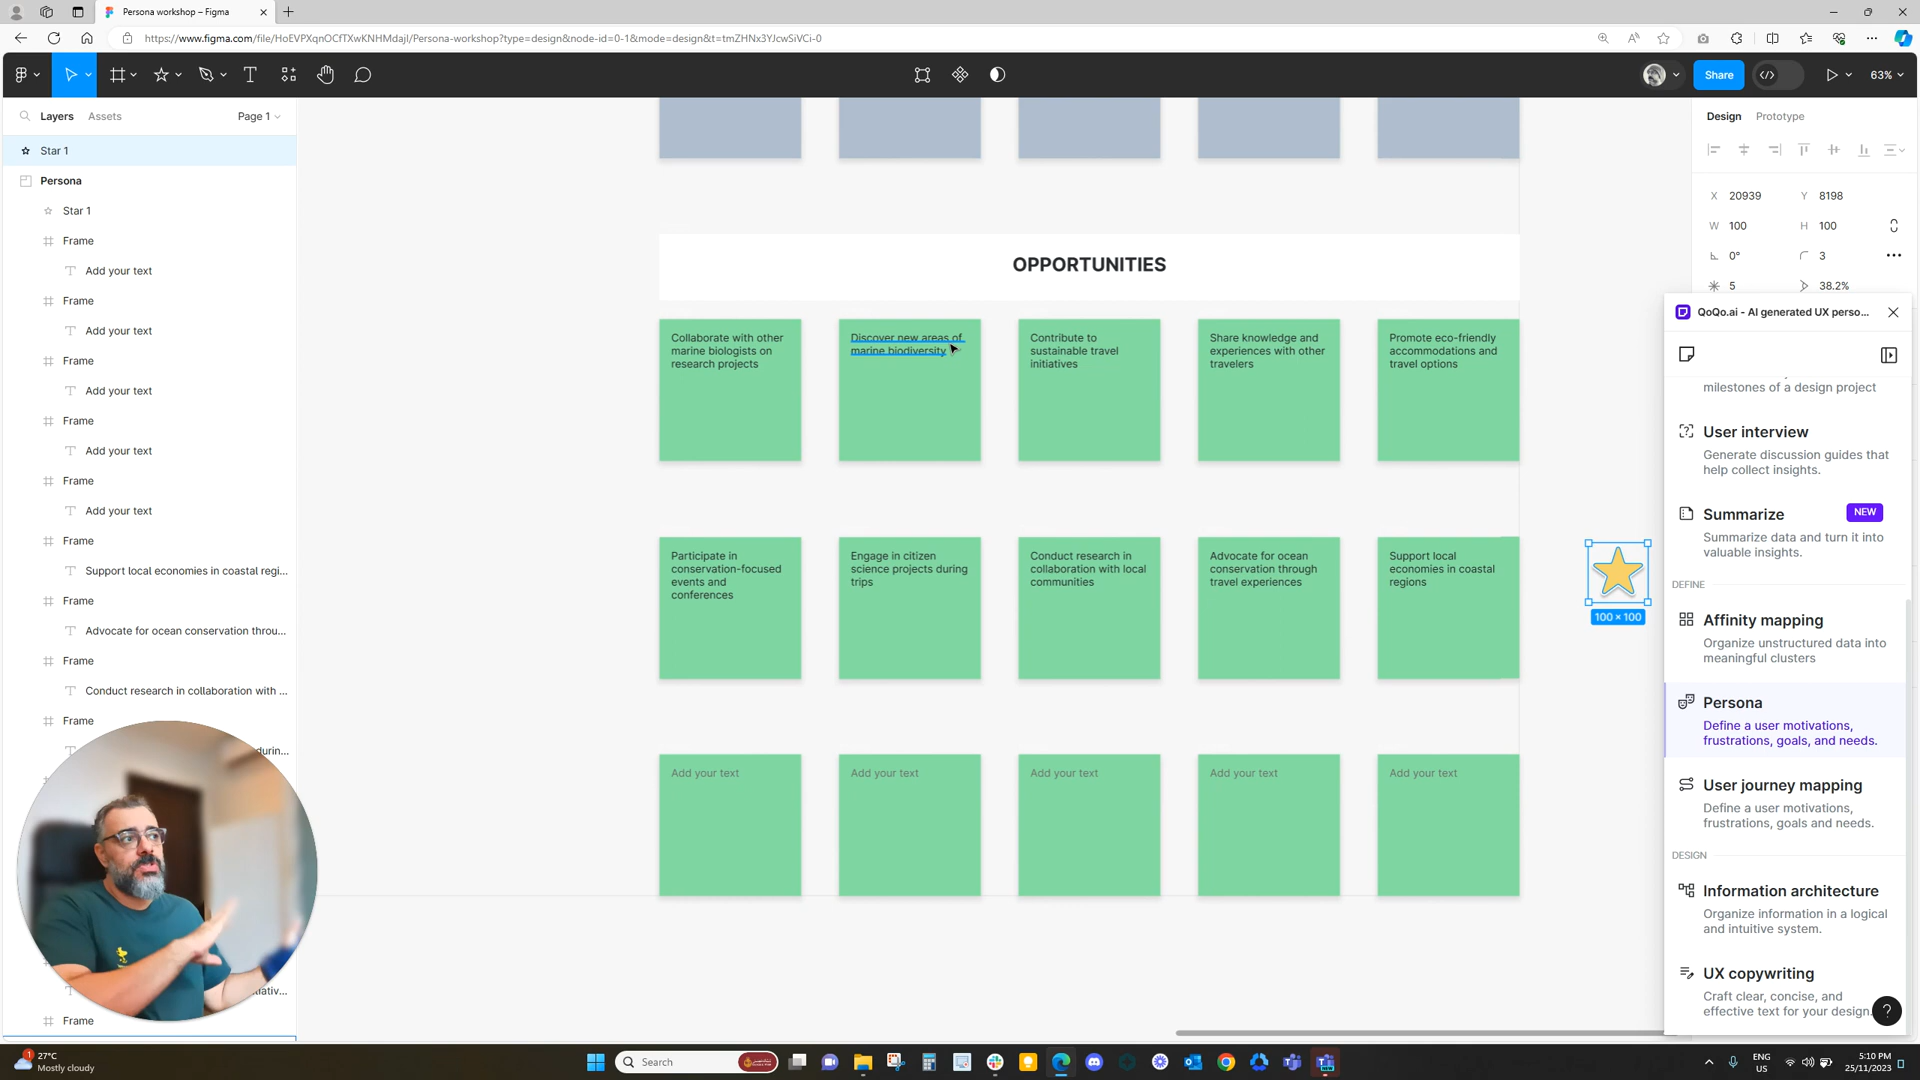 Persona workshop – Figma
https://www.figma.com/file/HoEVPXqnOCfTXwKNHMdajI/Persona-workshop?type=design&node-id=0-1&mode=design&t=tmZHNx3YJcwSiVCi-0
Share
63%
Layers
Assets
Page 1
Star 1
Persona
Star 1
Frame
Add your text
Frame
Add your text
Frame
Add your text
Frame
Add your text
Frame
Add your text
Frame
Support local economies in coastal regi...
Frame
Advocate for ocean conservation throu...
Frame
Conduct research in collaboration with ...
Frame
durin...
Frame
OPPORTUNITIES
Collaborate with other
marine biologists on
research projects
Discover new areas of
marine biodiversity
Contribute to
sustainable travel
initiatives
Share knowledge and
experiences with other
travelers
Promote eco-friendly
accommodations and
travel options
Participate in
conservation-focused
events and
conferences
Engage in citizen
science projects during
trips
Conduct research in
collaboration with local
communities
Advocate for ocean
conservation through
travel experiences
Support local
economies in coastal
regions
Add your text
Add your text
Add your text
Add your text
Add your text
100 × 100
Design
Prototype
X 20939
Y 8198
W 100
H 100
0°
3
5
38.2%
QoQo.ai - AI generated UX perso...
milestones of a design project
User interview
Generate discussion guides that
help collect insights.
Summarize
NEW
Summarize data and turn it into
valuable insights.
DEFINE
Affinity mapping
Organize unstructured data into
meaningful clusters
Persona
Define a user motivations,
frustrations, goals, and needs.
User journey mapping
Define a user motivations,
frustrations, goals and needs.
DESIGN
Information architecture
Organize information in a logical
and intuitive system.
UX copywriting
Craft clear, concise, and
effective text for your design.
?
1
27°C
Mostly cloudy
Search
ENG
US
5:10 PM
25/11/2023